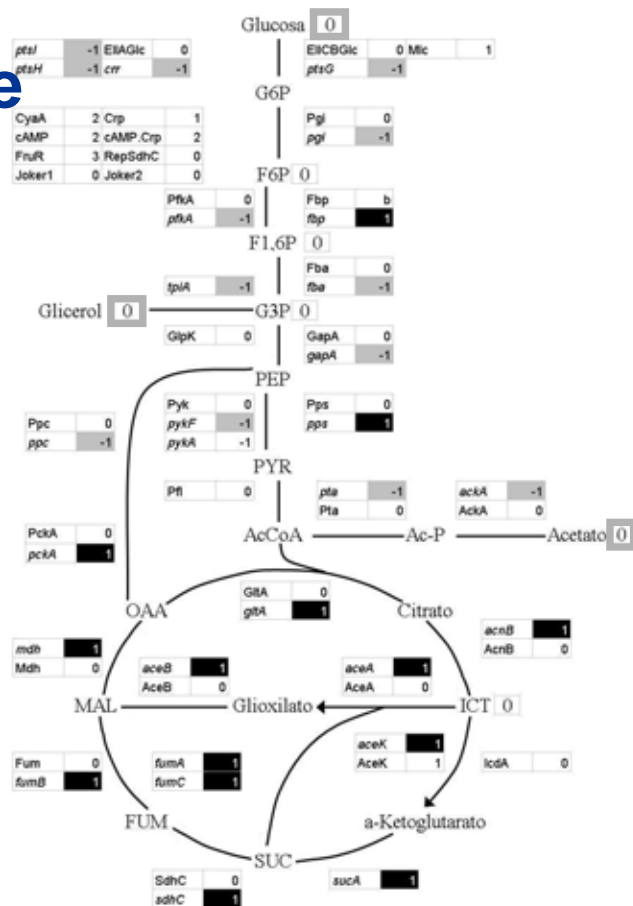 Glucosa 0
ptsI -1 EIIAGlc 0
ptsH -1 crr -1
EIICBGlc 0 Mlc 1
ptsG -1
e
G6P
CyaA 2 Crp 1
cAMP 2 cAMP.Crp 2
FruR 3 RepSdhC 0
Joker1 0 Joker2 0
Pgi 0
pgi -1
F6P 0
PfkA 0
pfkA -1
Fbp b
fbp 1
F1,6P 0
Fba 0
fba -1
tpiA -1
Glicerol 0
G3P 0
GlpK 0
GapA 0
gapA -1
PEP
Ppc 0
ppc -1
Pyk 0
pykF -1
pykA -1
Pps 0
pps 1
PYR
Pfl 0
pta -1
Pta 0
ackA -1
AckA 0
PckA 0
pckA 1
AcCoA
Ac-P
Acetato 0
GltA 0
gltA 1
OAA
Citrato
acnB 1
AcnB 0
mdh 1
Mdh 0
aceB 1
AceB 0
aceA 1
AceA 0
MAL
Glioxilato
ICT 0
Fum 0
fumB 1
fumA 1
fumC 1
aceK 1
AceK 1
IcdA 0
FUM
a-Ketoglutarato
SUC
SdhC 0
sdhC 1
sucA 1